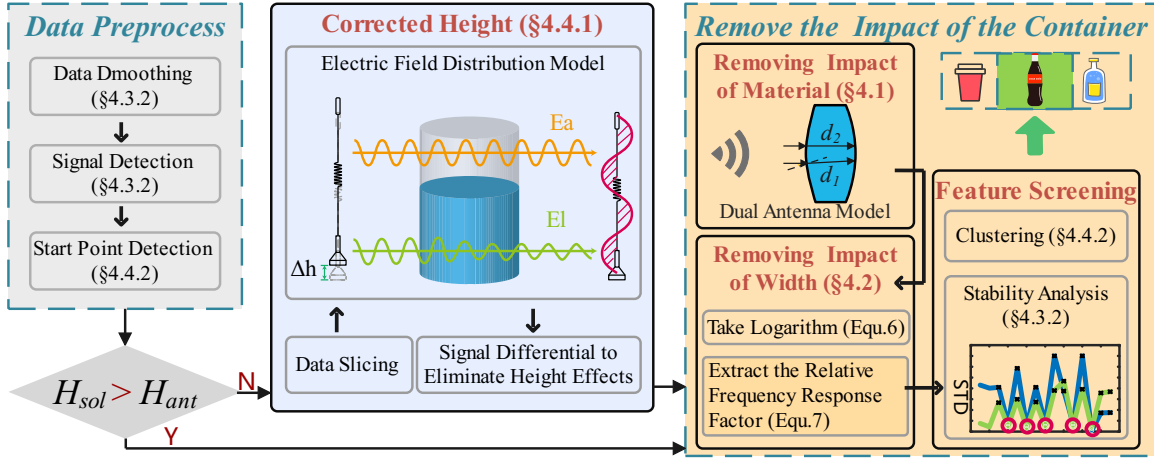 Data Preprocess
Data Dmoothing
(§4.3.2)
Signal Detection
(§4.3.2)
Start Point Detection
(§4.4.2)
H_sol > H_ant
N
Y
Corrected Height (§4.4.1)
Electric Field Distribution Model
Ea
El
Δh
Data Slicing
Signal Differential to
Eliminate Height Effects
Remove the Impact of the Container
Removing Impact
of Material (§4.1)
d_2
d_1
Dual Antenna Model
Removing Impact
of Width (§4.2)
Take Logarithm (Equ.6)
Extract the Relative
Frequency Response
Factor (Equ.7)
Feature Screening
Clustering (§4.4.2)
Stability Analysis
(§4.3.2)
STD